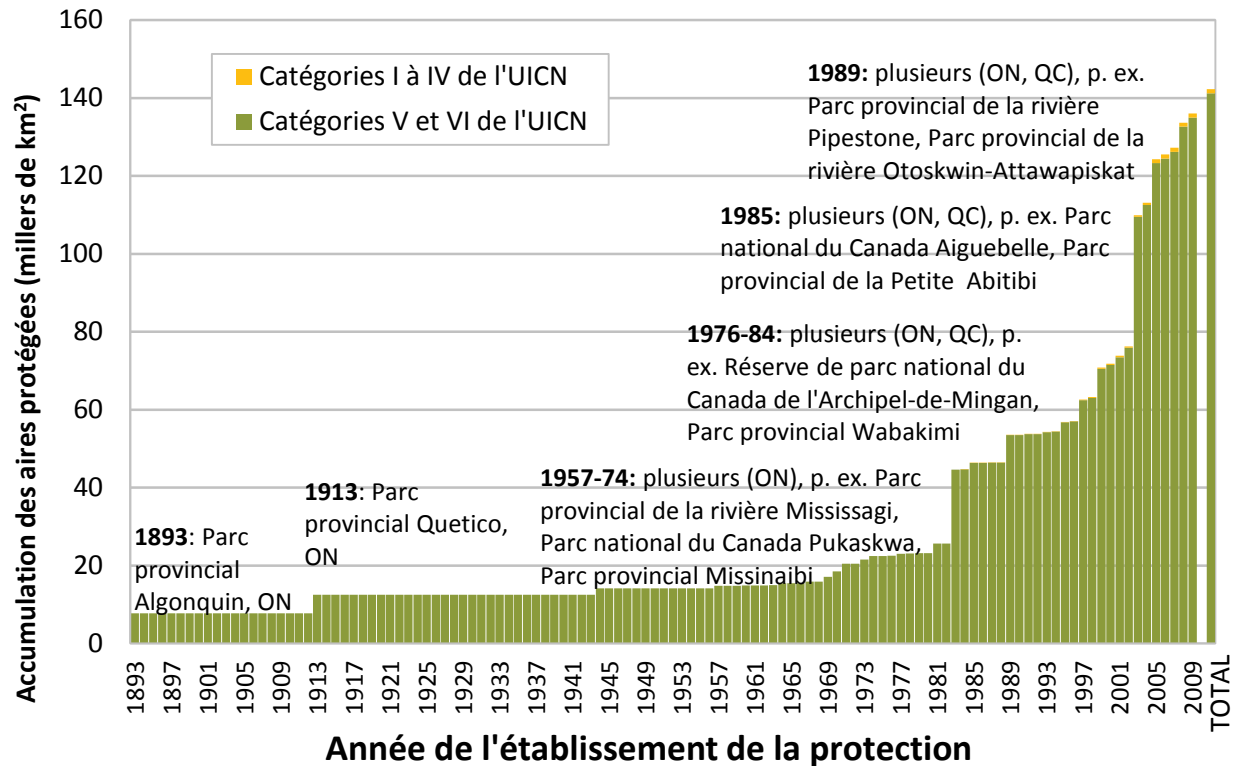 Accumulation des aires protégées (millers de km²)
160
140
120
100
80
60
40
20
0
Catégories I à IV de l'UICN
Catégories V et VI de l'UICN
1989: plusieurs (ON, QC), p. ex.
Parc provincial de la rivière
Pipestone, Parc provincial de la
rivière Otoskwin-Attawapiskat
1985: plusieurs (ON, QC), p. ex. Parc
national du Canada Aiguebelle, Parc
provincial de la Petite Abitibi
1976-84: plusieurs (ON, QC), p.
ex. Réserve de parc national du
Canada de l'Archipel-de-Mingan,
Parc provincial Wabakimi
1957-74: plusieurs (ON), p. ex. Parc
provincial de la rivière Mississagi,
Parc national du Canada Pukaskwa,
Parc provincial Missinaibi
1913: Parc
provincial Quetico,
ON
1893: Parc
provincial
Algonquin, ON
1893
1897
1901
1905
1909
1913
1917
1921
1925
1929
1933
1937
1941
1945
1949
1953
1957
1961
1965
1969
1973
1977
1981
1985
1989
1993
1997
2001
2005
2009
TOTAL
Année de l'établissement de la protection